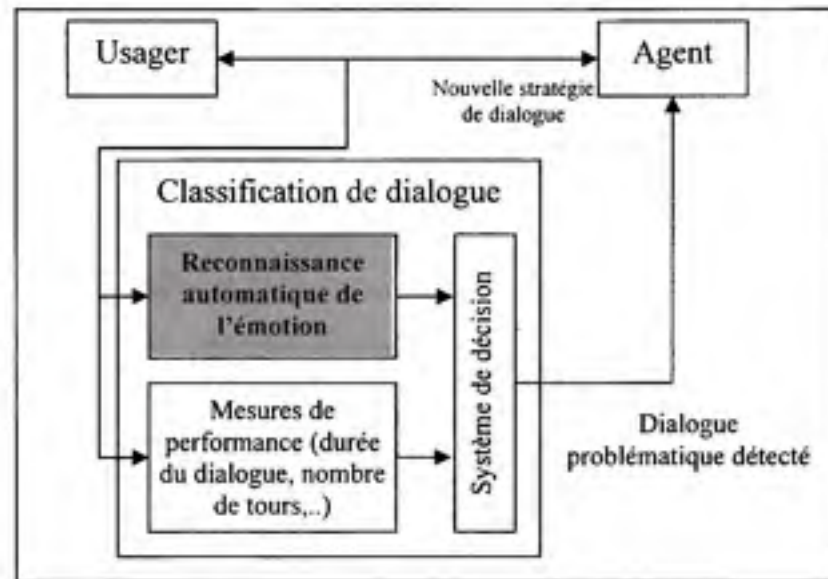 Usager
Agent
Nouvelle stratégie
de dialogue
Classification de dialogue
Reconnaissance
automatique de
l'émotion
Système de décision
Mesures de
performance (durée
du dialogue, nombre
de tours,..)
Dialogue
problématique détecté